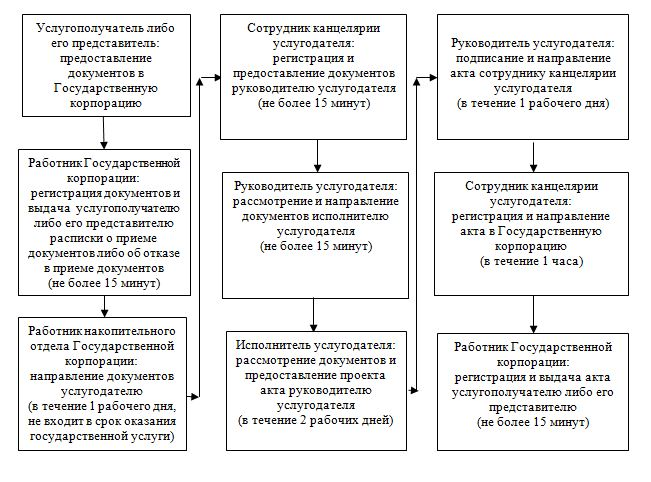 Услугополучатель либо
его представитель:
предоставление
документов в
Государственную
корпорацию
Работник Государственной
корпорации:
регистрация документов и
выдача услугополучателю
либо его представителю
расписки о приеме
документов либо об отказе
в приеме документов
(не более 15 минут)
Работник накопительного
отдела Государственной
корпорации:
направление документов
услугодателю
(в течение 1 рабочего дня,
не входит в срок оказания
государственной услуги)
Сотрудник канцелярии
услугодателя:
регистрация и
предоставление документов
руководителю услугодателя
(не более 15 минут)
Руководитель услугодателя:
рассмотрение и направление
документов исполнителю
услугодателя
(не более 15 минут)
Исполнитель услугодателя:
рассмотрение документов и
предоставление проекта
акта руководителю
услугодателя
(в течение 2 рабочих дней)
Руководитель услугодателя:
подписание и направление
акта сотруднику канцелярии
услугодателя
(в течение 1 рабочего дня)
Сотрудник канцелярии
услугодателя:
регистрация и направление
акта в Государственную
корпорацию
(в течение 1 часа)
Работник Государственной
корпорации:
регистрация и выдача акта
услугополучателю либо его
представителю
(не более 15 минут)